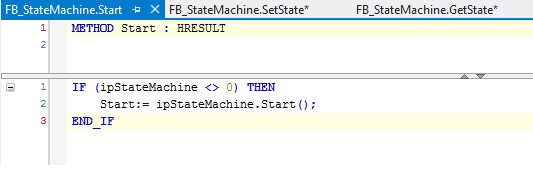 FB_StateMachine.Start FB_StateMachine.SetState* FB_StateMachine.GetState*
1 METHOD Start : HRESULT
2
1 IF (ipStateMachine <> 0) THEN
2 Start:= ipStateMachine.Start();
3 END_IF